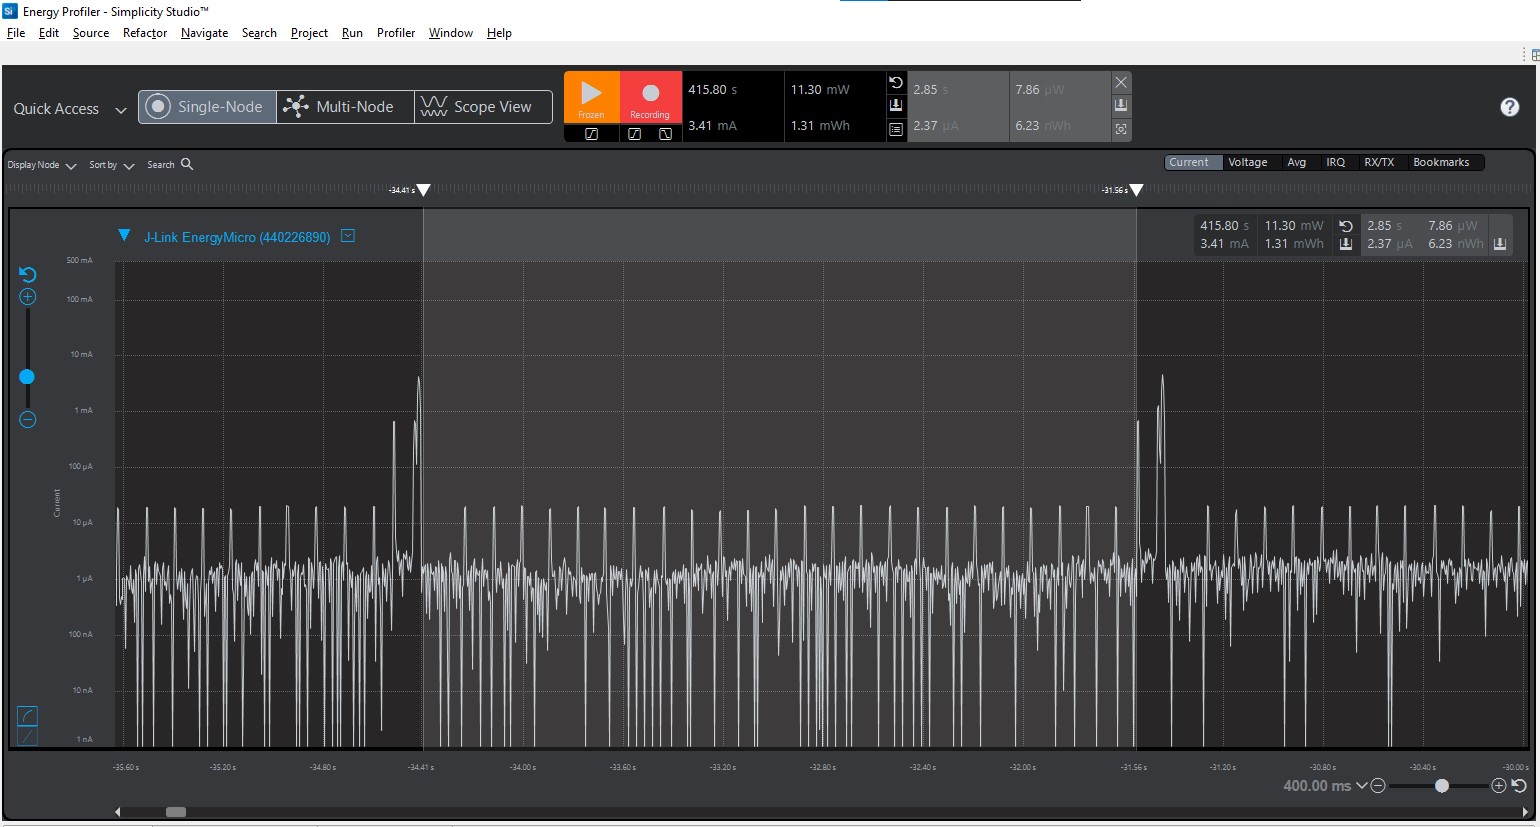 Energy Profiler - Simplicity Studio™
File Edit Source Refactor Navigate Search Project Run Profiler Window Help
Quick Access Single-Node Multi-Node Scope View
Frozen Recording
415.80 s 11.30 mW 2.85 s 7.86 µW
3.41 mA 1.31 mWh 2.37 µA 6.23 nWh
Display Node Sort by Search
Current Voltage Avg IRQ RX/TX Bookmarks
-34.41 s -31.56 s
J-Link EnergyMicro (440226890)
415.80 s 11.30 mW 2.85 s 7.86 µW
3.41 mA 1.31 mWh 2.37 µA 6.23 nWh
500 mA
100 mA
10 mA
1 mA
100 µA
10 µA
1 µA
100 nA
10 nA
1 nA
Current
-35.60 s -35.20 s -34.80 s -34.41 s -34.00 s -33.60 s -33.20 s -32.80 s -32.40 s -32.00 s -31.56 s -31.20 s -30.80 s -30.40 s -30.00 s
400.00 ms